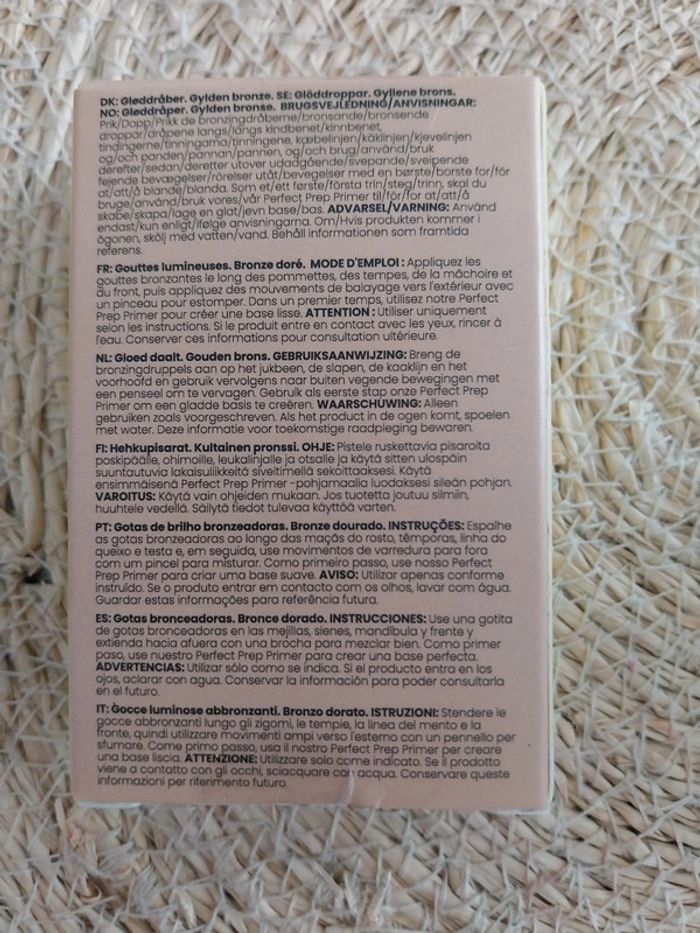 DK: Gløddråber. Gylden bronze. SE: Glöddroppar. Gyllene brons.
NO: Gløddråper. Gylden bronse. BRUGSVEJLEDNING/ANVISNINGAR:
Prik/Dopp/Prikk de bronzingdråberne/bronsande/bronsende
droppar/dråpene langs/längs kindbenet/kinnbenet,
tindingerne/tinningarna/tinningene, kæbelinjen/käklinjen/kjevelinjen
og/och panden/pannan/pannen, og/och brug/använd/bruk
derefter/sedan/deretter utover udadgående/svepande/sveipende
fejende bevægelser/rörelser utåt/bevegelser med en børste/borste for/för
at/att/å blande/blanda. Som et/ett første/första trin/steg/trinn, skal du
bruge/använd/bruk vores/vår Perfect Prep Primer til/för/for at/att/å
skabe/skapa/lage en glat/jevn base/bas. ADVARSEL/VARNING: Använd
endast/kun enligt/ifølge anvisningarna. Om/Hvis produkten kommer i
ögonen, skölj med vatten/vand. Behåll informationen som framtida
referens.
FR: Gouttes lumineuses. Bronze doré. MODE D'EMPLOI : Appliquez les
gouttes bronzantes le long des pommettes, des tempes, de la mâchoire et
du front, puis appliquez des mouvements de balayage vers l'extérieur avec
un pinceau pour estomper. Dans un premier temps, utilisez notre Perfect
Prep Primer pour créer une base lisse. ATTENTION : Utiliser uniquement
selon les instructions. Si le produit entre en contact avec les yeux, rincer à
l'eau. Conserver ces informations pour consultation ultérieure.
NL: Gloed daalt. Gouden brons. GEBRUIKSAANWIJZING: Breng de
bronzingdruppels aan op het jukbeen, de slapen, de kaaklijn en het
voorhoofd en gebruik vervolgens naar buiten vegende bewegingen met
een penseel om te vervagen. Gebruik als eerste stap onze Perfect Prep
Primer om een gladde basis te creëren. WAARSCHUWING: Alleen
gebruiken zoals voorgeschreven. Als het product in de ogen komt, spoelen
met water. Deze informatie voor toekomstige raadpleging bewaren.
FI: Hehkupisarat. Kultainen pronssi. OHJE: Pistele ruskettavia pisaroita
poskipäälle, ohimoille, leukalinjalle ja otsalle ja käytä sitten ulospäin
suuntautuvia lakaisuliikkeitä siveltimellä sekoittaaksesi. Käytä
ensimmäisenä Perfect Prep Primer -pohjamaalia luodaksesi sileän pohjan.
VAROITUS: Käytä vain ohjeiden mukaan. Jos tuotetta joutuu silmiin,
huuhtele vedellä. Säilytä tiedot tulevaa käyttöä varten.
PT: Gotas de brilho bronzeadoras. Bronze dourado. INSTRUÇÕES: Espalhe
as gotas bronzeadoras ao longo das maçãs do rosto, têmporas, linha do
queixo e testa e, em seguida, use movimentos de varredura para fora
com um pincel para misturar. Como primeiro passo, use nosso Perfect
Prep Primer para criar uma base suave. AVISO: Utilizar apenas conforme
instruído. Se o produto entrar em contacto com os olhos, lavar com água.
Guardar estas informações para referência futura.
ES: Gotas bronceadoras. Bronce dorado. INSTRUCCIONES: Use una gotita
de gotas bronceadoras en las mejillas, sienes, mandíbula y frente y
extienda hacia afuera con una brocha para mezclar bien. Como primer
paso, use nuestro Perfect Prep Primer para crear una base perfecta.
ADVERTENCIAS: Utilizar sólo como se indica. Si el producto entra en los
ojos, aclarar con agua. Conservar la información para poder consultarla
en el futuro.
IT: Gocce luminose abbronzanti. Bronzo dorato. ISTRUZIONI: Stendere le
gocce abbronzanti lungo gli zigomi, le tempie, la linea del mento e la
fronte, quindi utilizzare movimenti ampi verso l'esterno con un pennello per
sfumare. Come primo passo, usa il nostro Perfect Prep Primer per creare
una base liscia. ATTENZIONE: Utilizzare solo come indicato. Se il prodotto
viene a contatto con gli occhi, sciacquare con acqua. Conservare queste
informazioni per riferimento futuro.